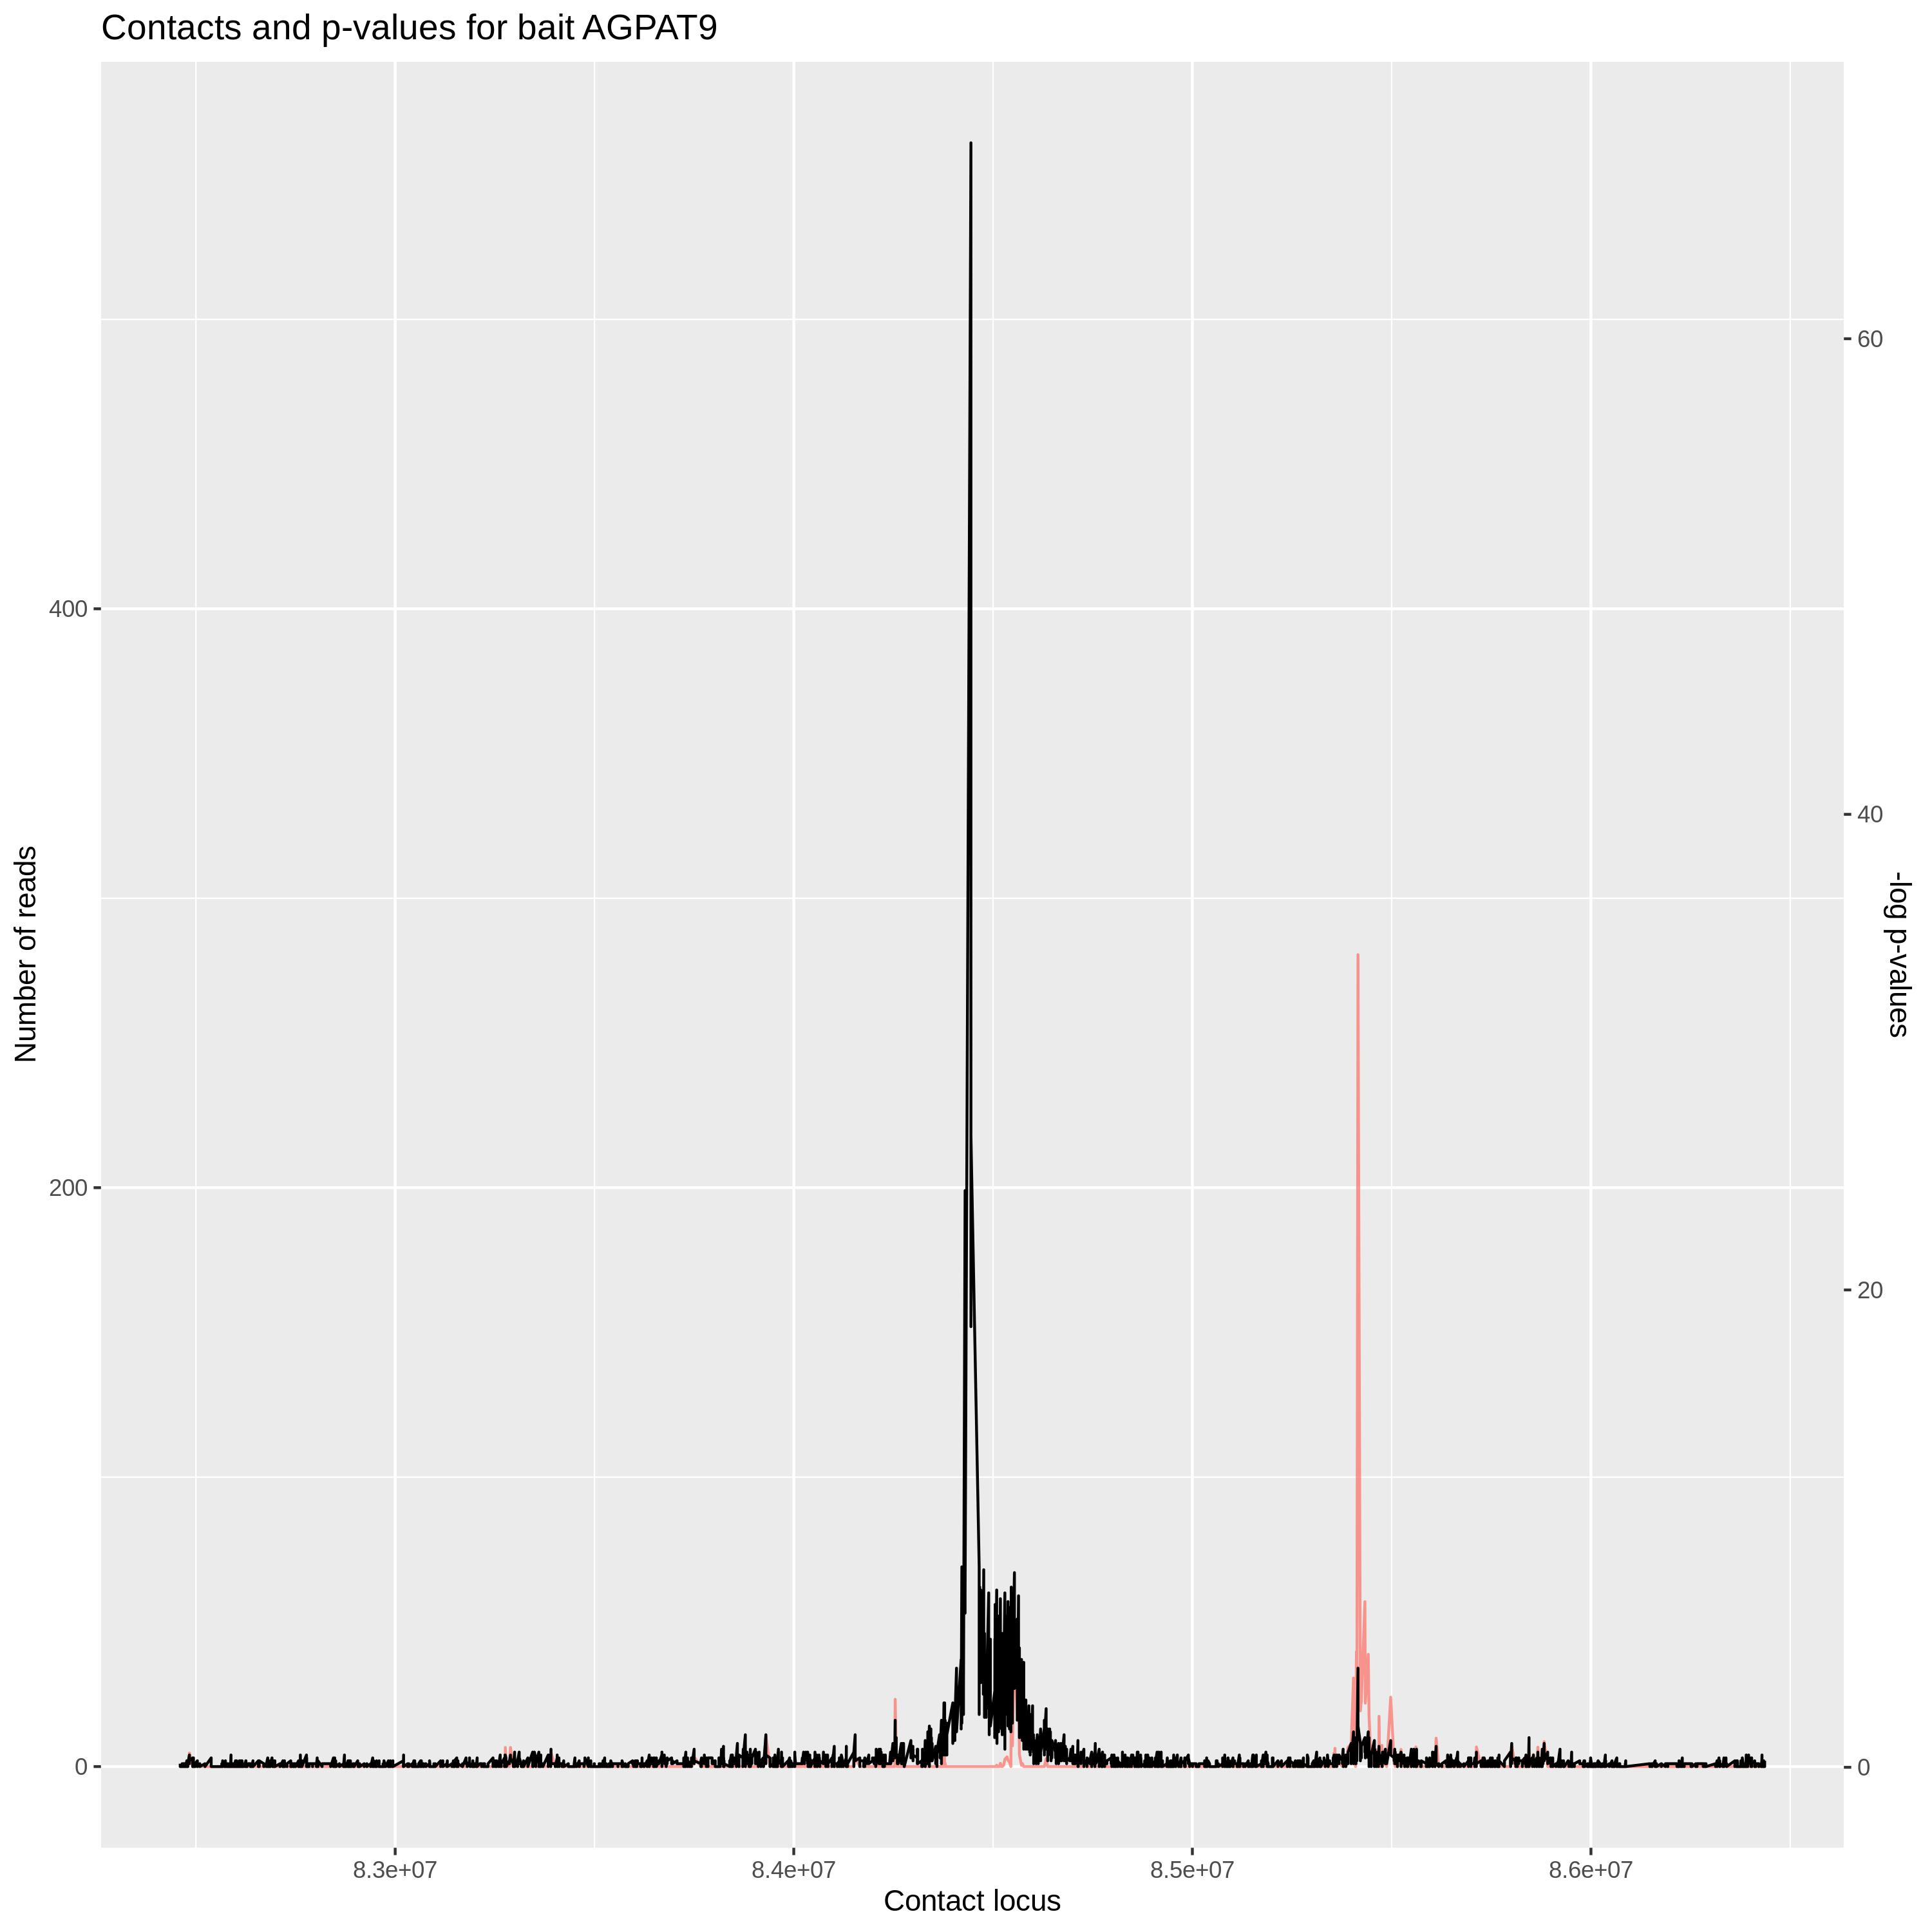 Contacts and p-values for bait AGPAT9
Number of reads
400
200
0
60
40
20
0
-log p-values
8.3e+07
8.4e+07
8.5e+07
8.6e+07
Contact locus